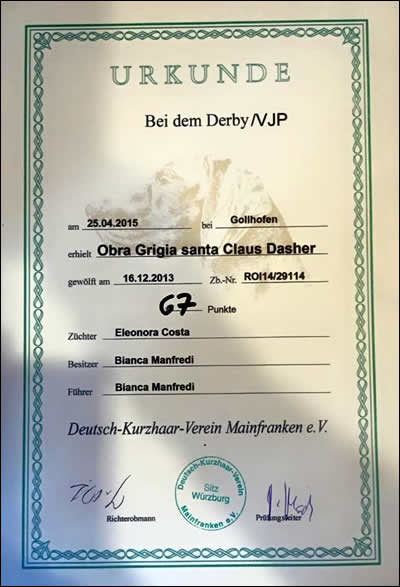 URKUNDE
Bei dem Derby/VJP
am 25.04.2015 bei Gollhofen
erhielt Obra Grigia santa Claus Dasher
gewölft am 16.12.2013 Zb.-Nr. ROI14/29114
67 Punkte
Züchter Eleonora Costa
Besitzer Bianca Manfredi
Führer Bianca Manfredi
Deutsch-Kurzhaar-Verein Mainfranken e.V.
Deutsch-Kurzhaar-Verein
Sitz
Würzburg
Mainfranken e.V.
Richterobmann Prüfungsleiter